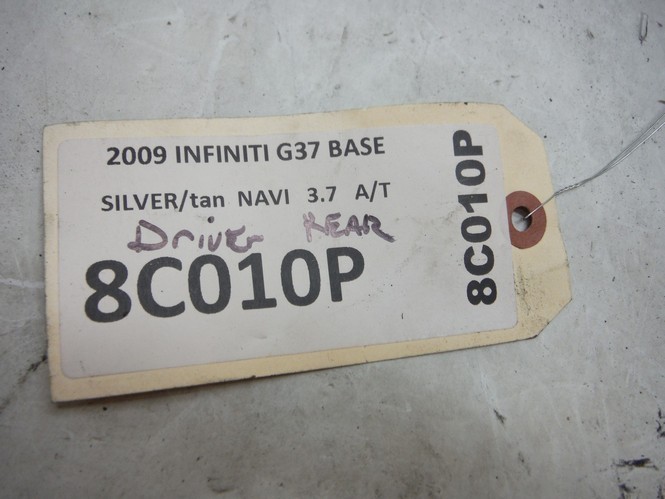 2009 INFINITI G37 BASE
SILVER/tan NAVI 3.7 A/T
Driver REAR
8C010P
8C010P